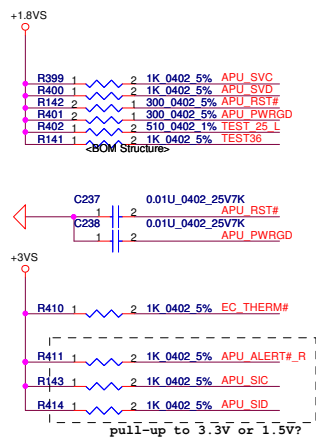 +1.8VS
R399 1 2 1K_0402_5% APU_SVC
R400 1 2 1K_0402_5% APU_SVD
R142 2 1 300_0402_5% APU_RST#
R401 2 1 300_0402_5% APU_PWRGD
R402 1 2 510_0402_1% TEST_25_L
R141 1 2 1K_0402_5% TEST36
<BOM Structure>
C237 1 2 0.01U_0402_25V7K APU_RST#
C238 1 2 0.01U_0402_25V7K APU_PWRGD
+3VS
R410 1 2 1K_0402_5% EC_THERM#
R411 1 2 1K_0402_5% APU_ALERT#_R
R143 1 2 1K_0402_5% APU_SIC
R414 1 2 1K_0402_5% APU_SID
pull-up to 3.3V or 1.5V?